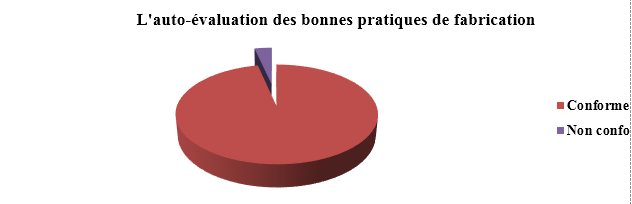 L'auto-évaluation des bonnes pratiques de fabrication
Conforme
Non confo